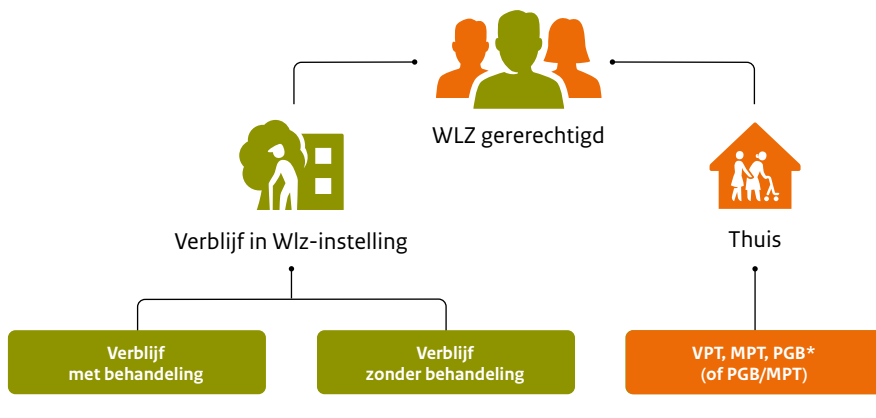 WLZ gererechtigd
Verblijf in Wlz-instelling
Thuis
Verblijf
met behandeling
Verblijf
zonder behandeling
VPT, MPT, PGB*
(of PGB/MPT)